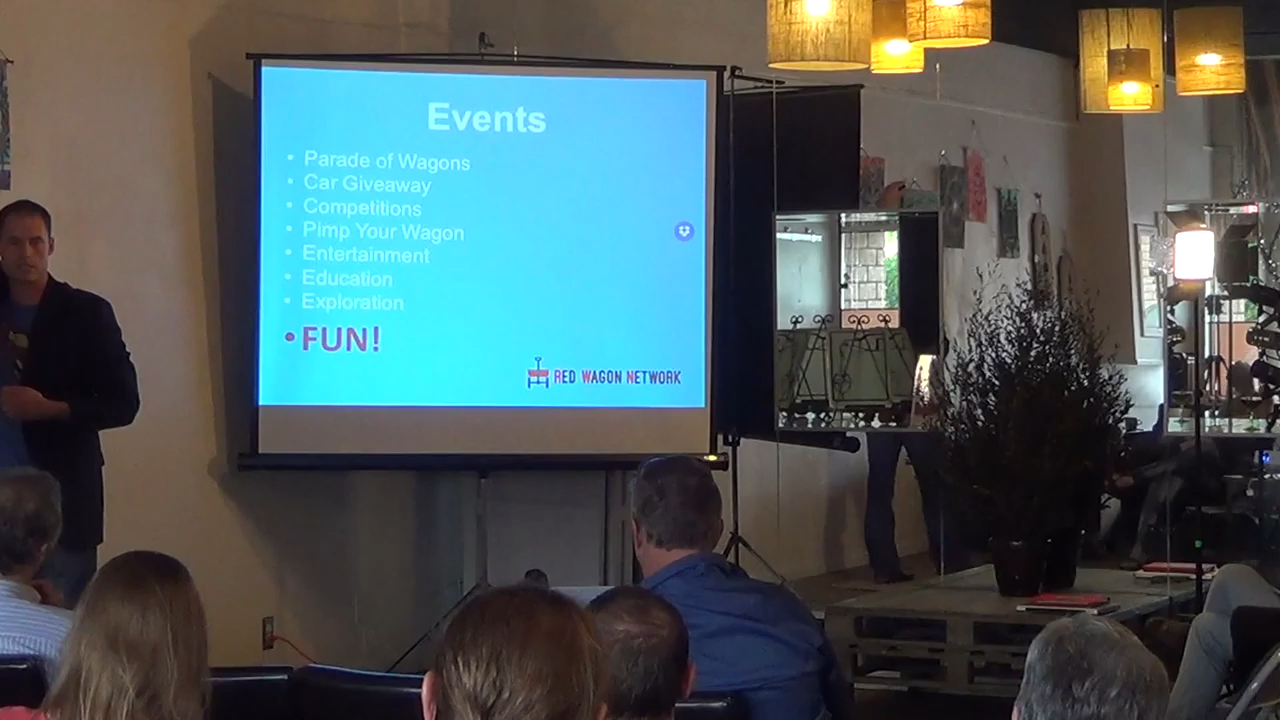 Events
• Parade of Wagons
• Car Giveaway
• Competitions
• Pimp Your Wagon
• Entertainment
• Education
• Exploration
• FUN!
RED WAGON NETWORK